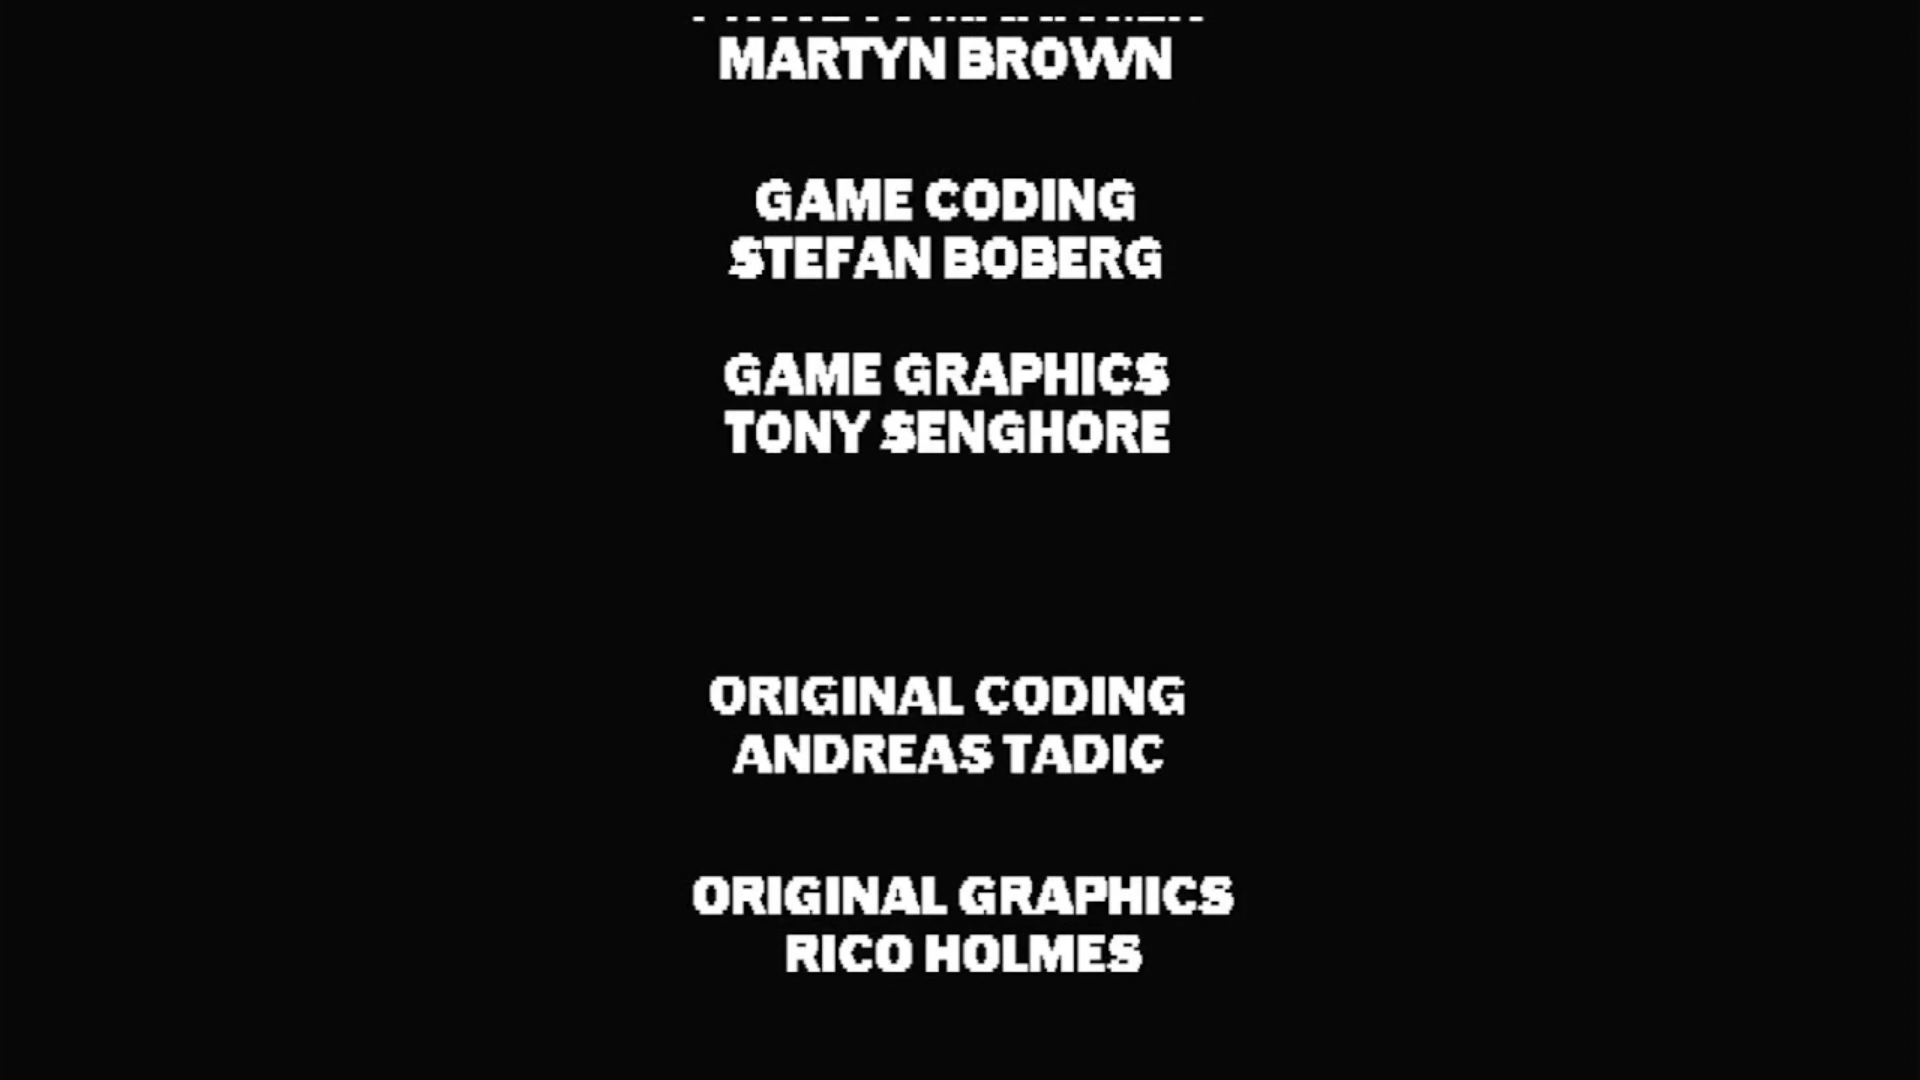 MARTYN BROWN
GAME CODING
STEFAN BOBERG
GAME GRAPHICS
TONY SENGHORE
ORIGINAL CODING
ANDREAS TADIC
ORIGINAL GRAPHICS
RICO HOLMES